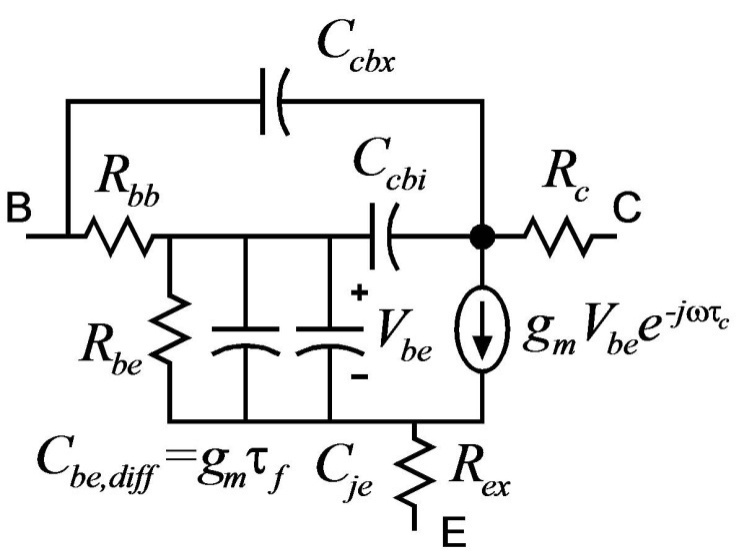 C_cbx
C_cbi
R_bb
R_c
B
C
+
R_be
V_be
g_m V_be e^-jωτ_c
-
C_be,diff = g_m τ_f
C_je
R_ex
E